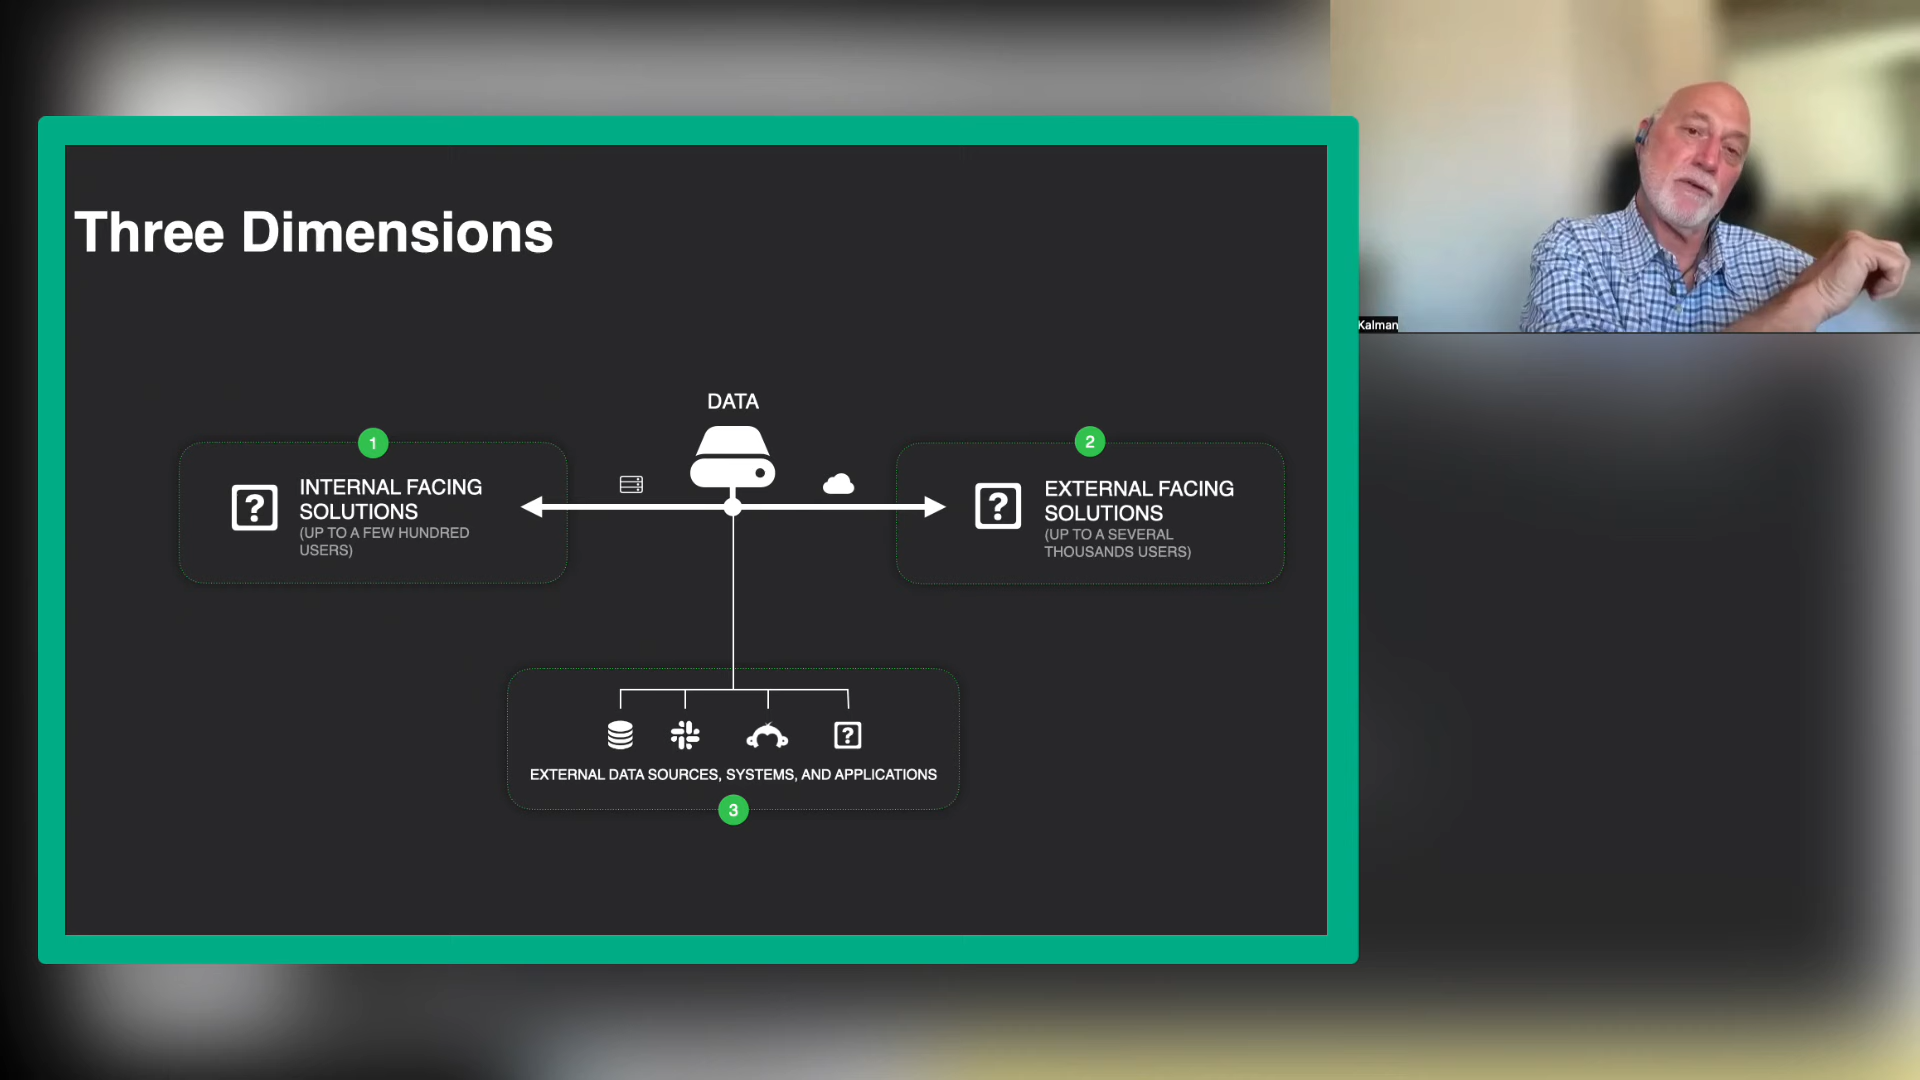 Three Dimensions
DATA
1
INTERNAL FACING
SOLUTIONS
(UP TO A FEW HUNDRED
USERS)
2
EXTERNAL FACING
SOLUTIONS
(UP TO A SEVERAL
THOUSANDS USERS)
EXTERNAL DATA SOURCES, SYSTEMS, AND APPLICATIONS
3
Kalman